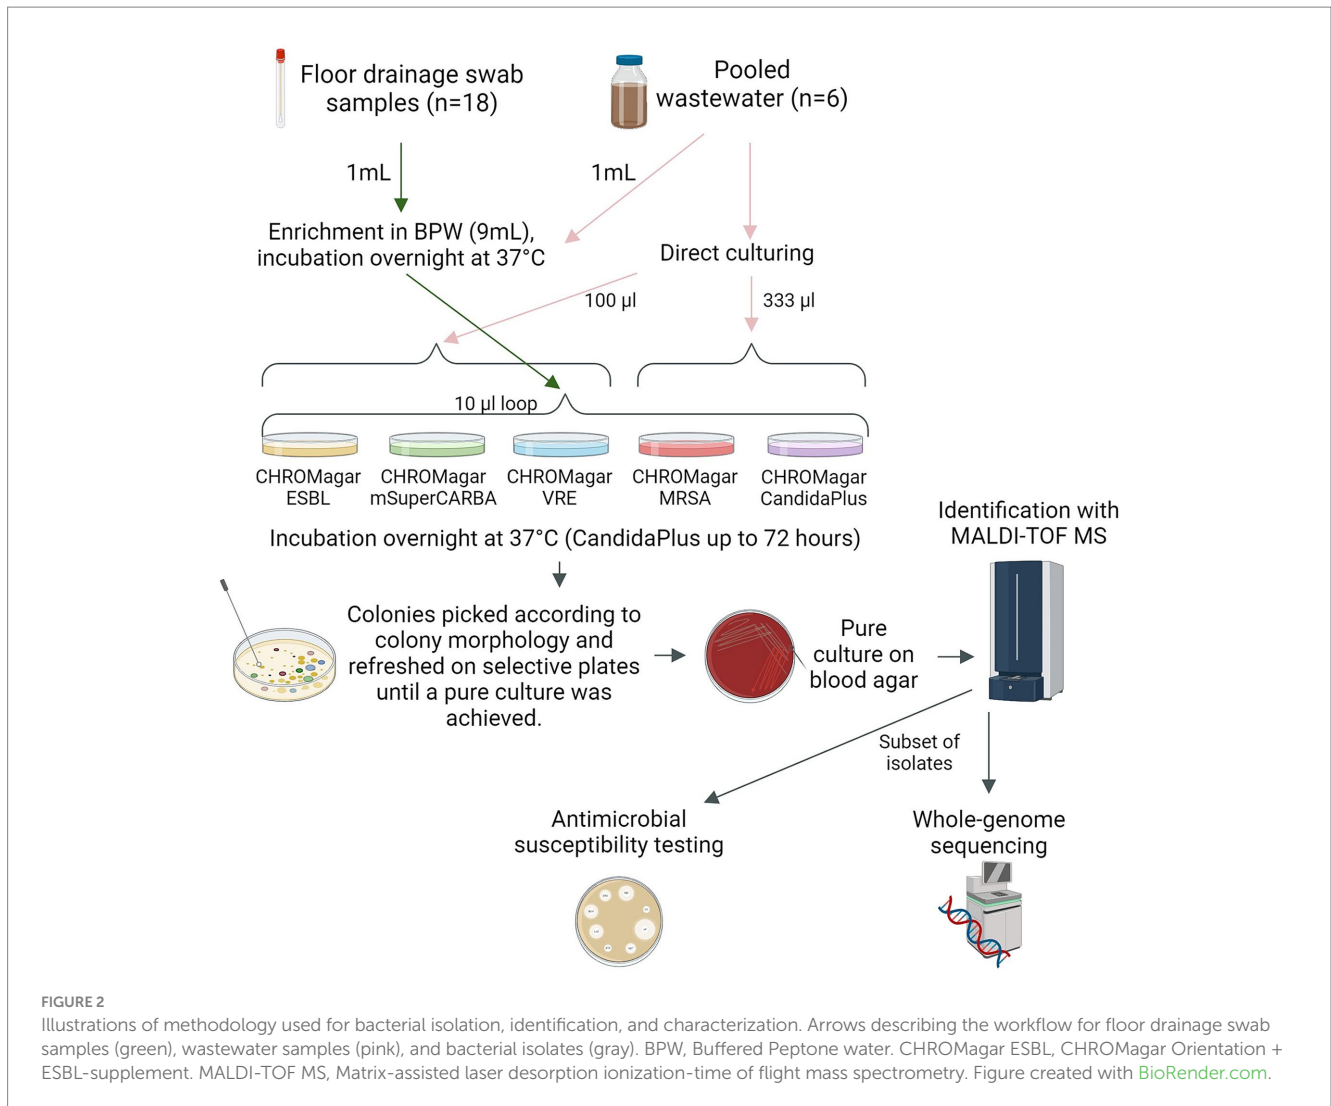 Floor drainage swab
samples (n=18)
Pooled
wastewater (n=6)
1mL
1mL
Enrichment in BPW (9mL),
incubation overnight at 37°C
Direct culturing
100 µl
333 µl
10 µl loop
CHROMagar
ESBL
CHROMagar
mSuperCARBA
CHROMagar
VRE
CHROMagar
MRSA
CHROMagar
CandidaPlus
Incubation overnight at 37°C (CandidaPlus up to 72 hours)
Identification with
MALDI-TOF MS
Colonies picked according to
colony morphology and
refreshed on selective plates
until a pure culture was
achieved.
Pure
culture on
blood agar
Subset of
isolates
Antimicrobial
susceptibility testing
Whole-genome
sequencing
FIGURE 2
Illustrations of methodology used for bacterial isolation, identification, and characterization. Arrows describing the workflow for floor drainage swab
samples (green), wastewater samples (pink), and bacterial isolates (gray). BPW, Buffered Peptone water. CHROMagar ESBL, CHROMagar Orientation +
ESBL-supplement. MALDI-TOF MS, Matrix-assisted laser desorption ionization-time of flight mass spectrometry. Figure created with BioRender.com.